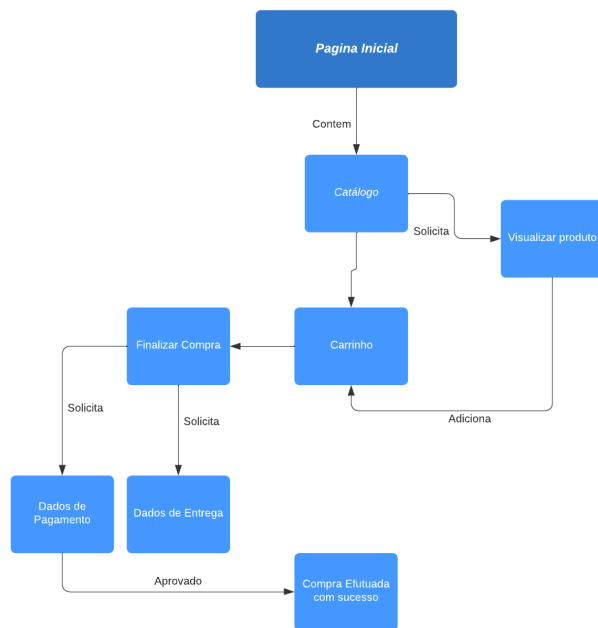 Pagina Inicial
Contem
Catálogo
Solicita
Visualizar produto
Finalizar Compra
Carrinho
Solicita
Solicita
Adiciona
Dados de
Pagamento
Dados de Entrega
Aprovado
Compra Efutuada
com sucesso